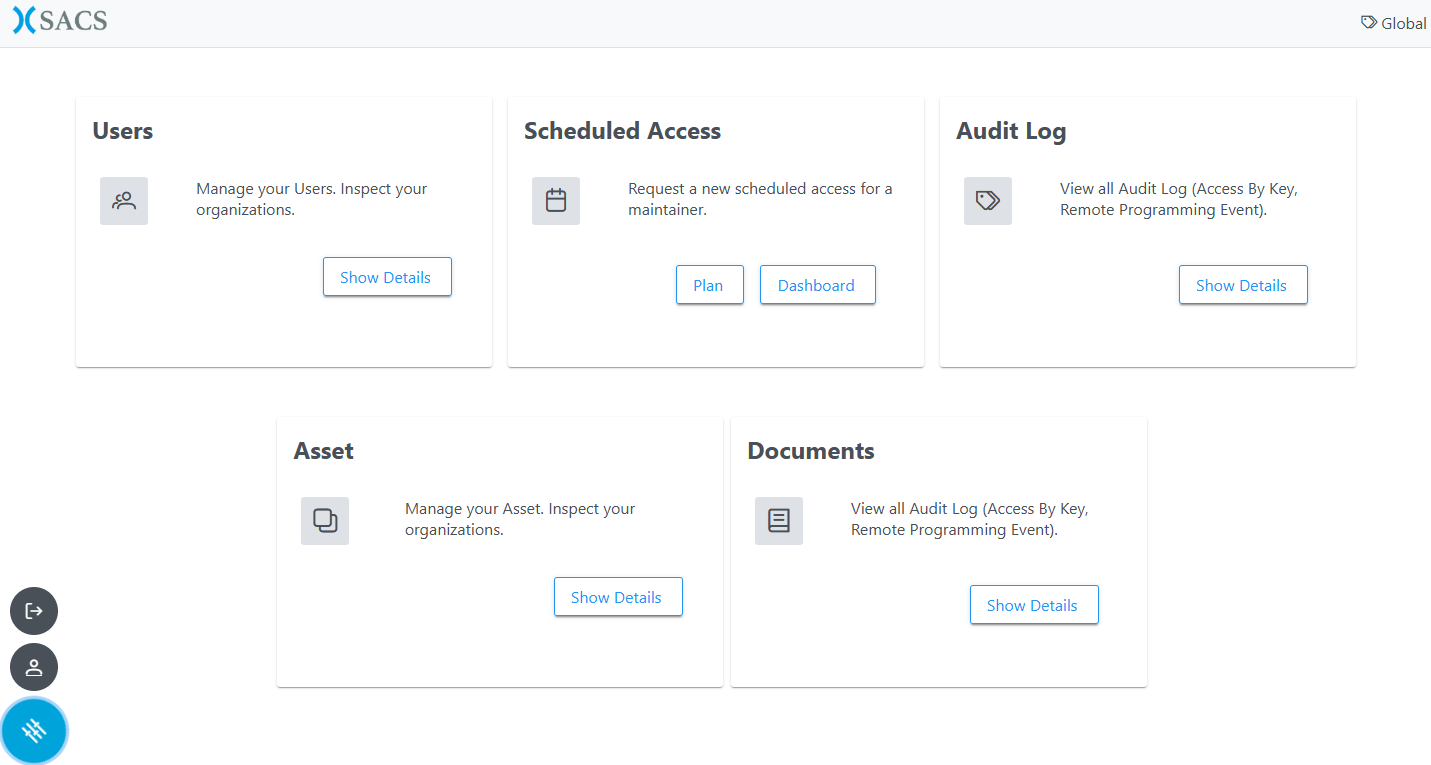 SACS
Global
Users
Manage your Users. Inspect your
organizations.
Show Details
Scheduled Access
Request a new scheduled access for a
maintainer.
Plan
Dashboard
Audit Log
View all Audit Log (Access By Key,
Remote Programming Event).
Show Details
Asset
Manage your Asset. Inspect your
organizations.
Show Details
Documents
View all Audit Log (Access By Key,
Remote Programming Event).
Show Details